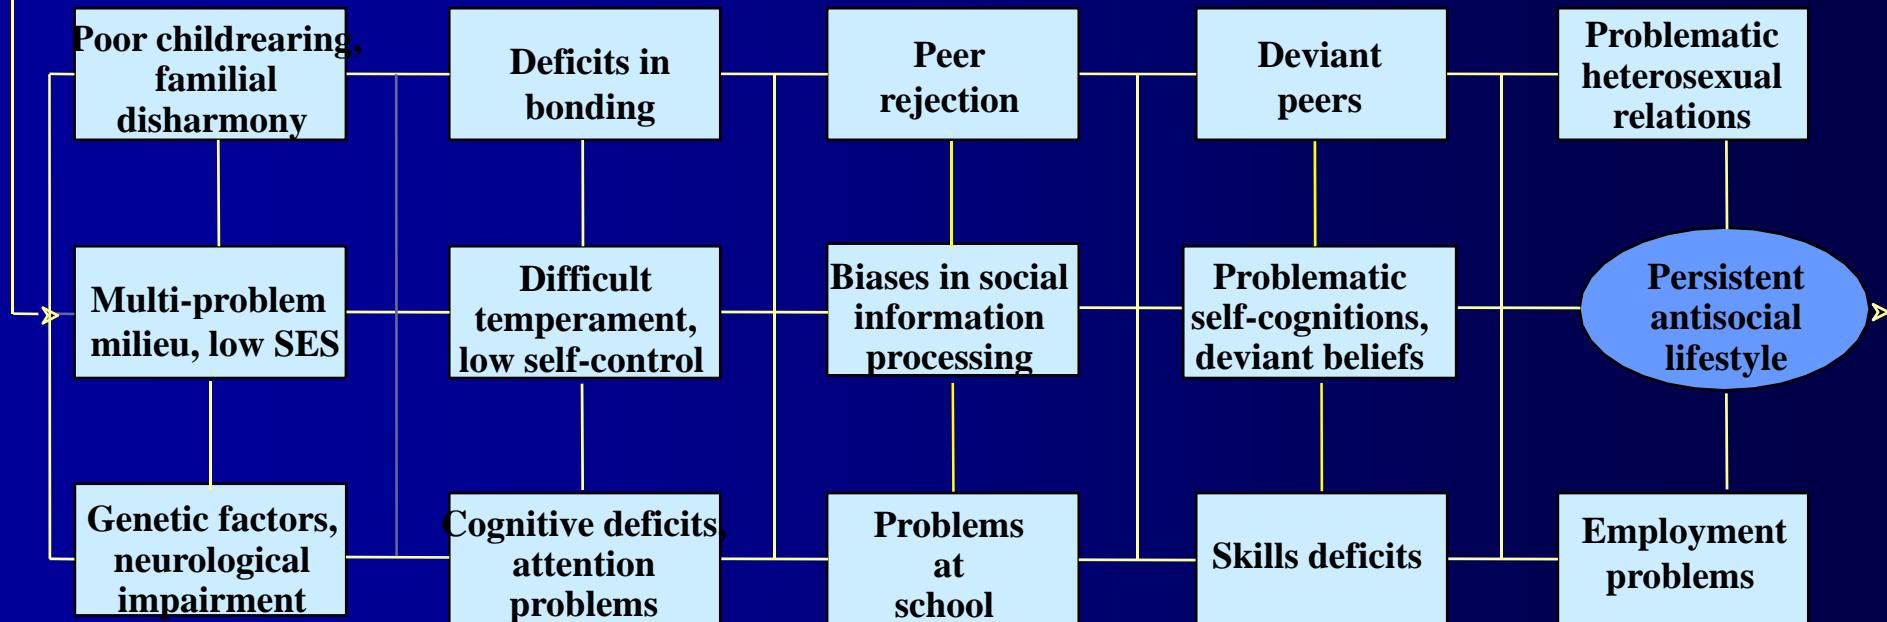 Poor childrearing,
familial
disharmony
Deficits in
bonding
Peer
rejection
Deviant
peers
Problematic
heterosexual
relations
Multi-problem
milieu, low SES
Difficult
temperament,
low self-control
Biases in social
information
processing
Problematic
self-cognitions,
deviant beliefs
Persistent
antisocial
lifestyle
Genetic factors,
neurological
impairment
Cognitive deficits,
attention
problems
Problems
at
school
Skills deficits
Employment
problems